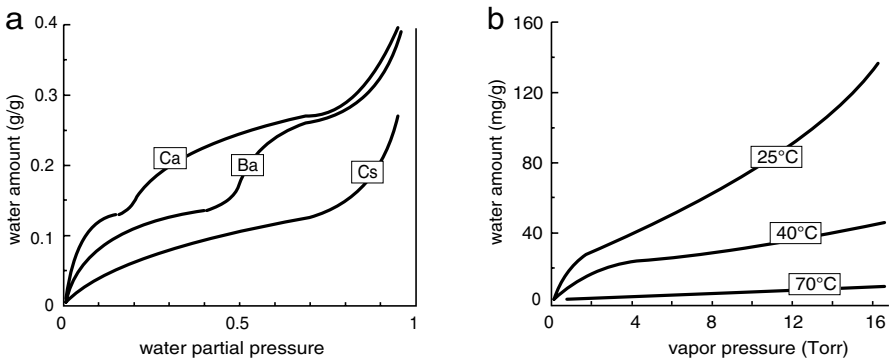 a
water amount (g/g)
0.4
0.3
0.2
0.1
0
Ca
Ba
Cs
0
0.5
1
water partial pressure
b
water amount (mg/g)
160
120
80
40
0
25°C
40°C
70°C
0
4
8
12
16
vapor pressure (Torr)